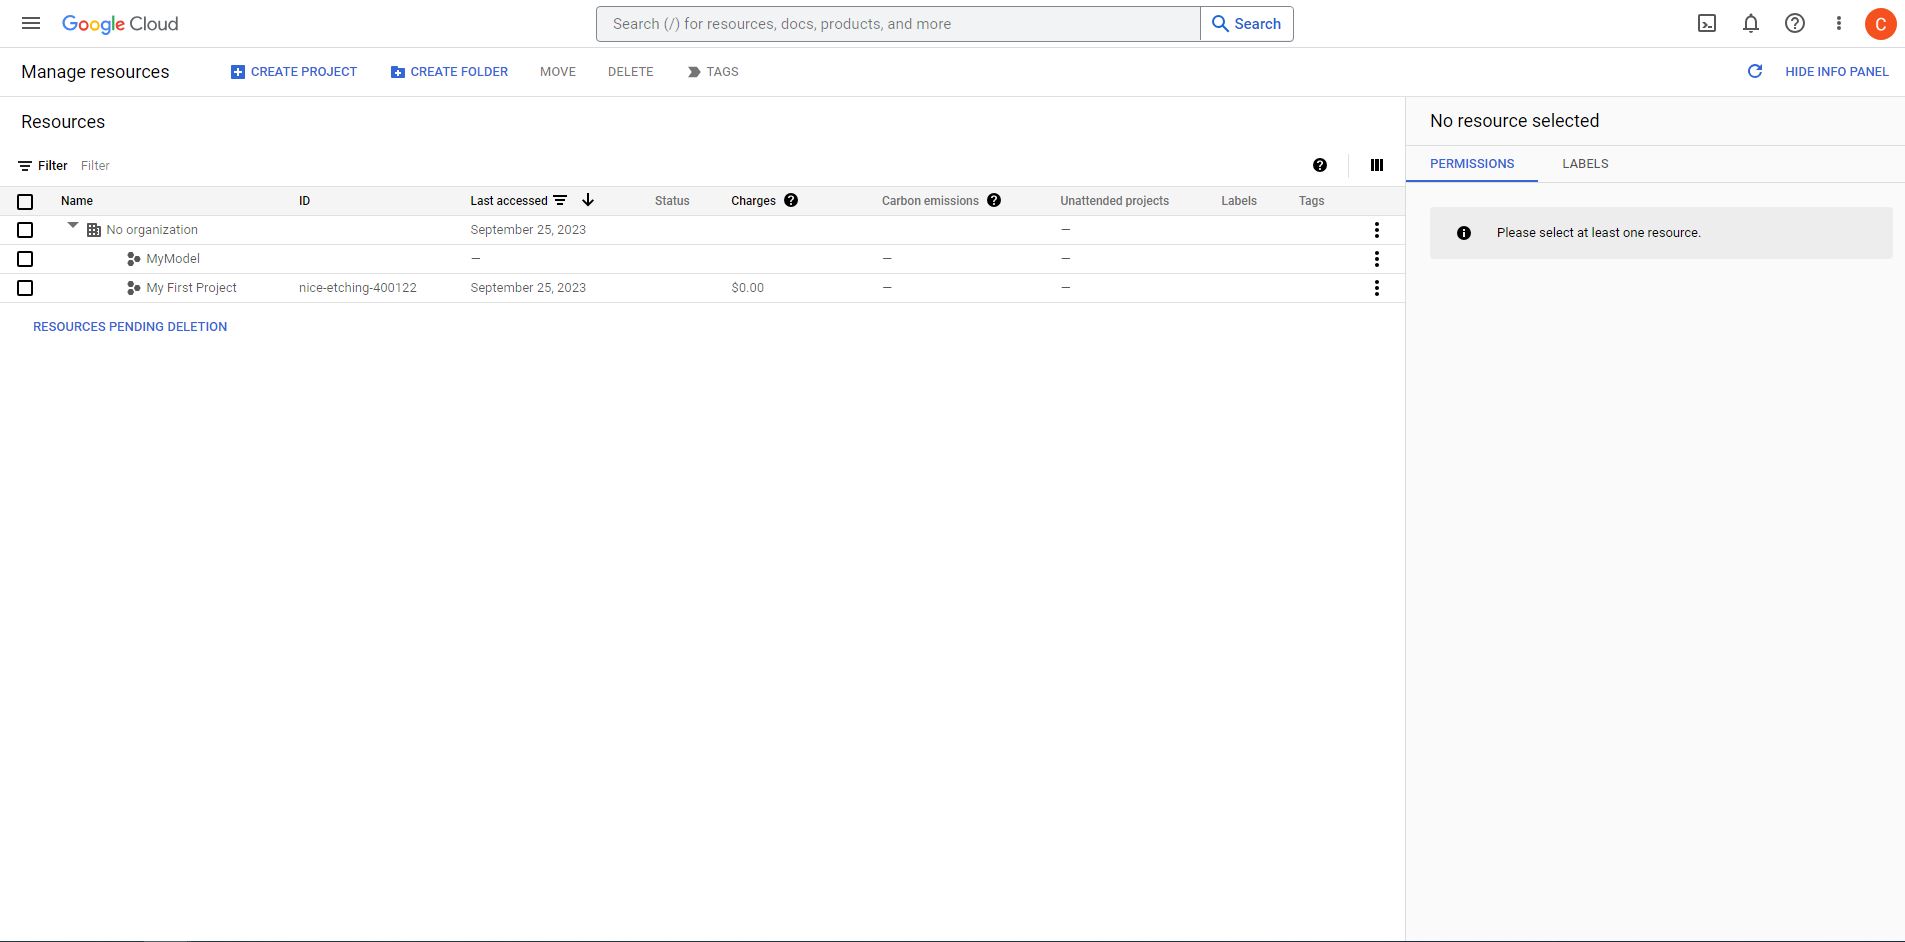 Google Cloud
Search (/) for resources, docs, products, and more
Search
C
Manage resources
CREATE PROJECT
CREATE FOLDER
MOVE
DELETE
TAGS
HIDE INFO PANEL
Resources
Filter Filter
Name ID Last accessed Status Charges Carbon emissions Unattended projects Labels Tags
No organization September 25, 2023 —
MyModel — — —
My First Project nice-etching-400122 September 25, 2023 $0.00 — —
RESOURCES PENDING DELETION
No resource selected
PERMISSIONS LABELS
Please select at least one resource.